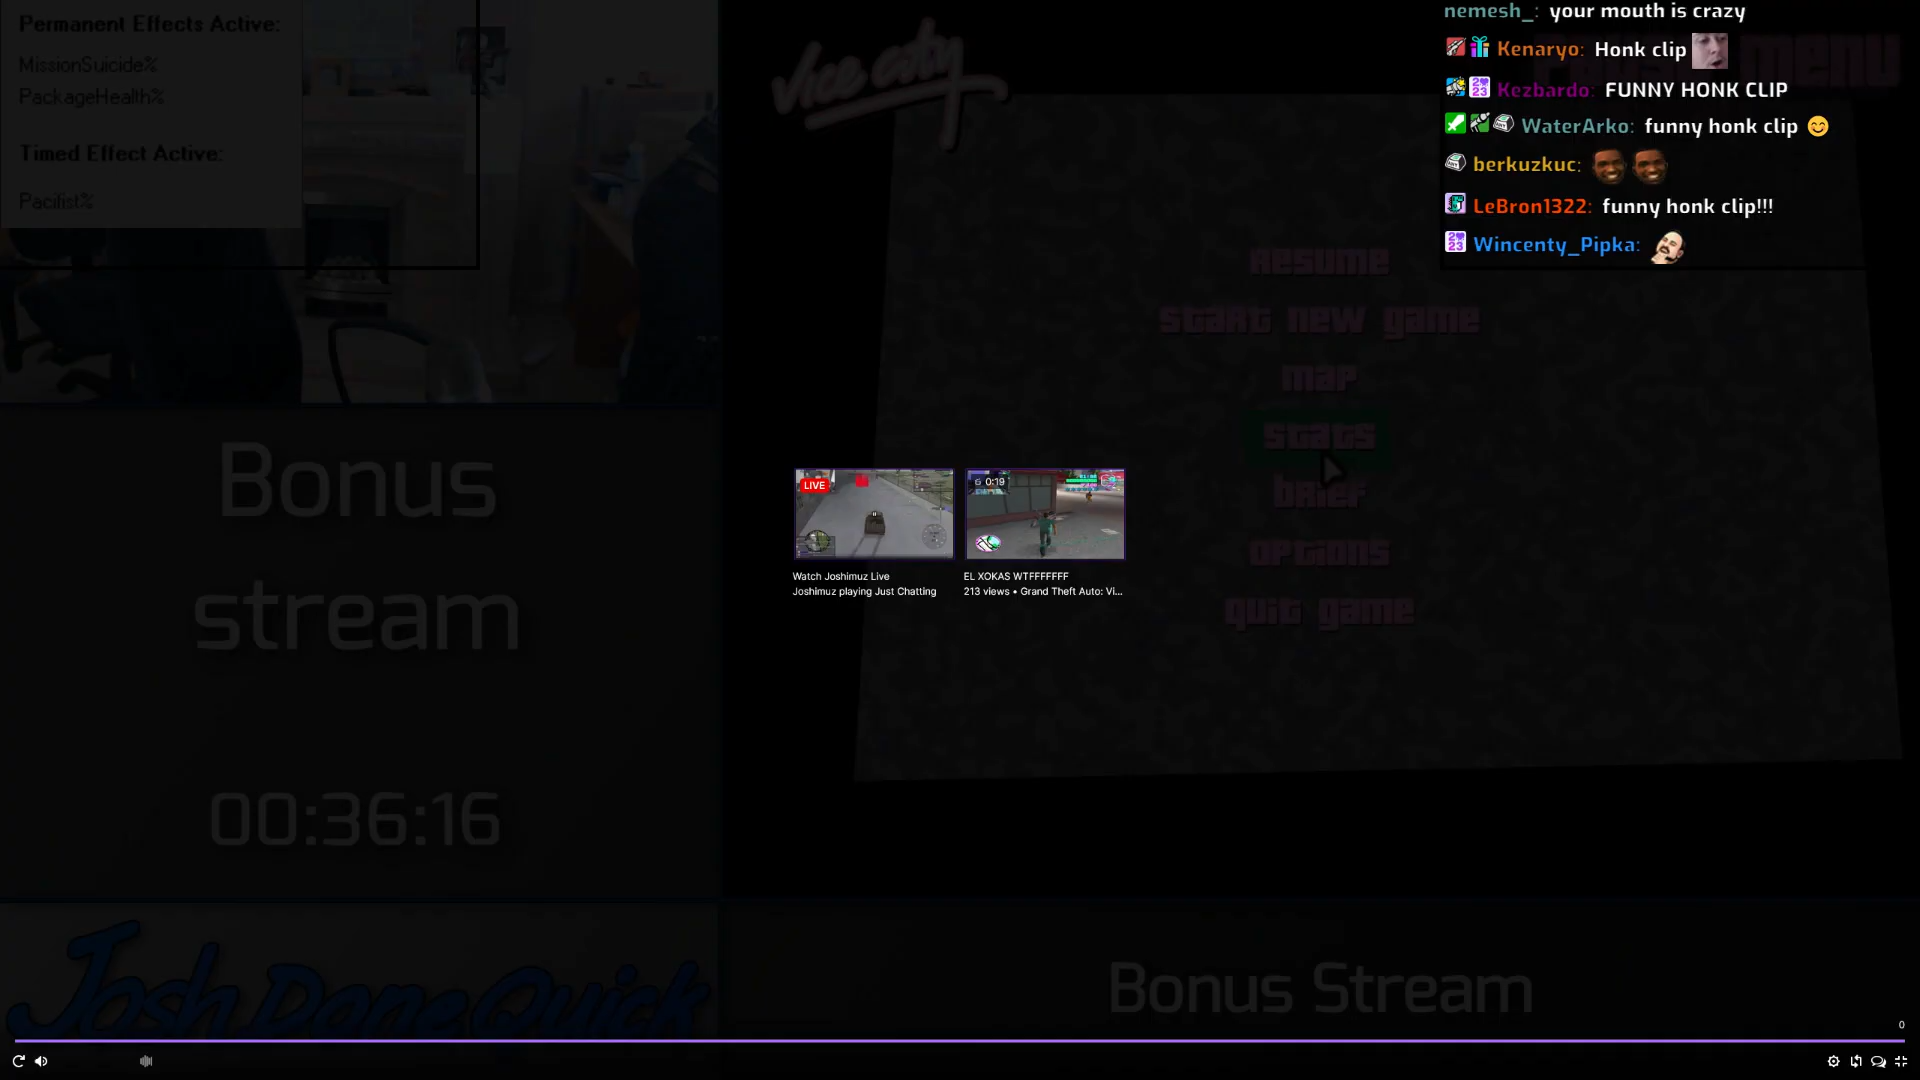 Permanent Effects Active:
MissionSuicide%
PackageHealth%
Timed Effect Active:
Pacilist%
vice city
Menu
nemesh_: your mouth is crazy
Kenaryo: Honk clip
Kezbardo: FUNNY HONK CLIP
WaterArko: funny honk clip
berkuzkuc:
LeBron1322: funny honk clip!!!
Wincenty_Pipka:
Resume
Start new game
Map
Stats
Brief
Options
Quit game
LIVE
0:19
Watch Joshimuz Live
Joshimuz playing Just Chatting
EL XOKAS WTFFFFFFF
213 views • Grand Theft Auto: Vi...
Bonus
stream
00:36:16
Josh Done Quick
Bonus Stream
0